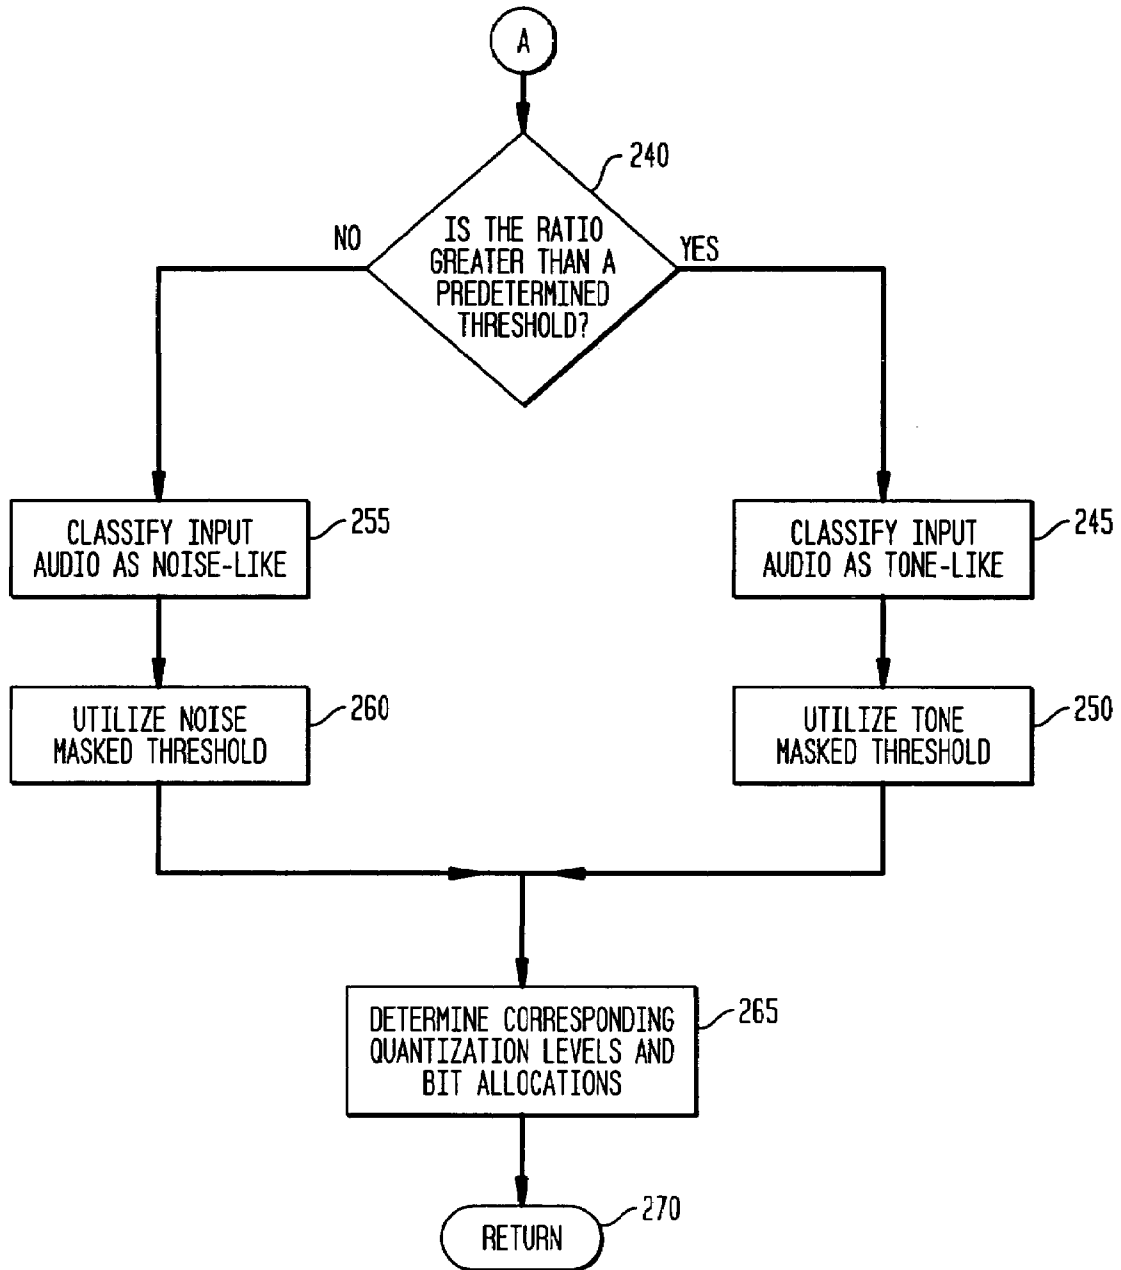 A
240
IS THE RATIO
GREATER THAN A
PREDETERMINED
THRESHOLD?
NO
YES
CLASSIFY INPUT
AUDIO AS NOISE-LIKE
255
CLASSIFY INPUT
AUDIO AS TONE-LIKE
245
UTILIZE NOISE
MASKED THRESHOLD
260
UTILIZE TONE
MASKED THRESHOLD
250
DETERMINE CORRESPONDING
QUANTIZATION LEVELS AND
BIT ALLOCATIONS
265
RETURN
270